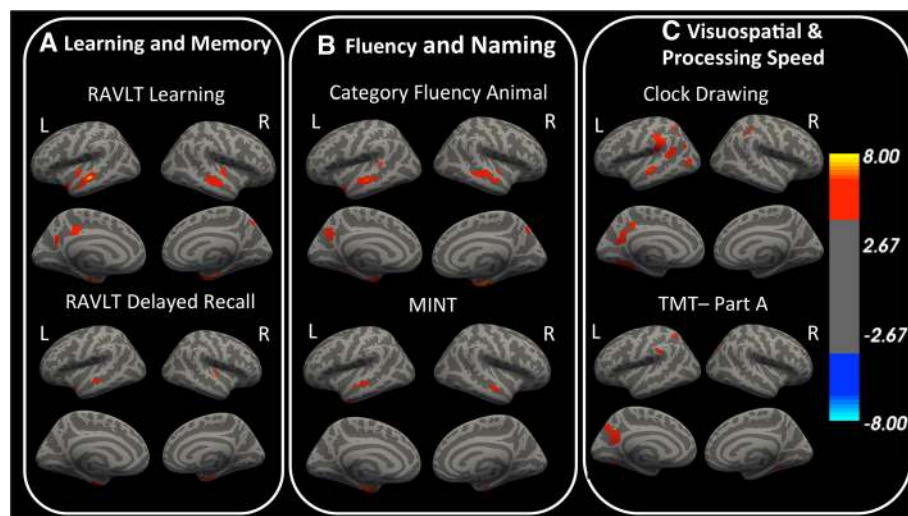 A Learning and Memory
RAVLT Learning
L
R
RAVLT Delayed Recall
L
R
B Fluency and Naming
Category Fluency Animal
L
R
MINT
L
R
C Visuospatial &
Processing Speed
Clock Drawing
L
R
TMT– Part A
L
R
8.00
2.67
-2.67
-8.00